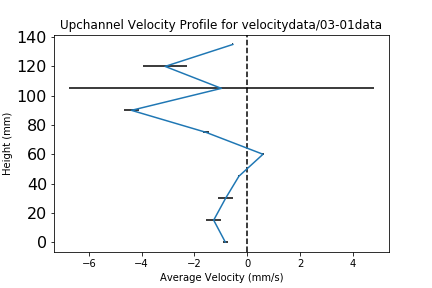 Upchannel Velocity Profile for velocitydata/03-01data
140
120
100
80
60
40
20
0
Height (mm)
−6 −4 −2 0 2 4
Average Velocity (mm/s)